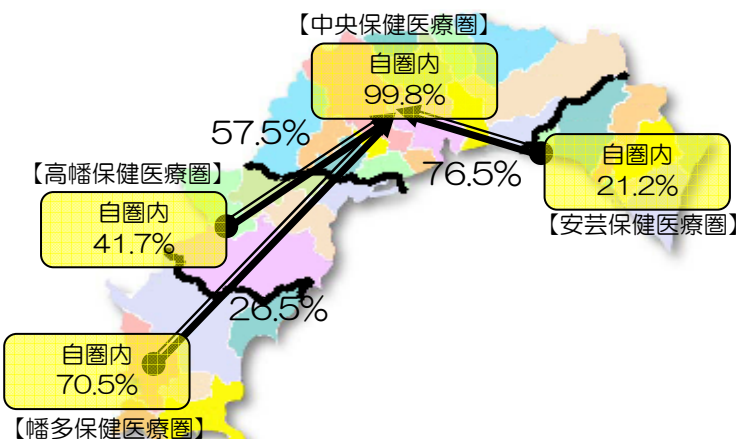 【中央保健医療圏】
自圏内
99.8%
57.5%
76.5%
自圏内
21.2%
【安芸保健医療圏】
【高幡保健医療圏】
自圏内
41.7%
26.5%
自圏内
70.5%
【幡多保健医療圏】